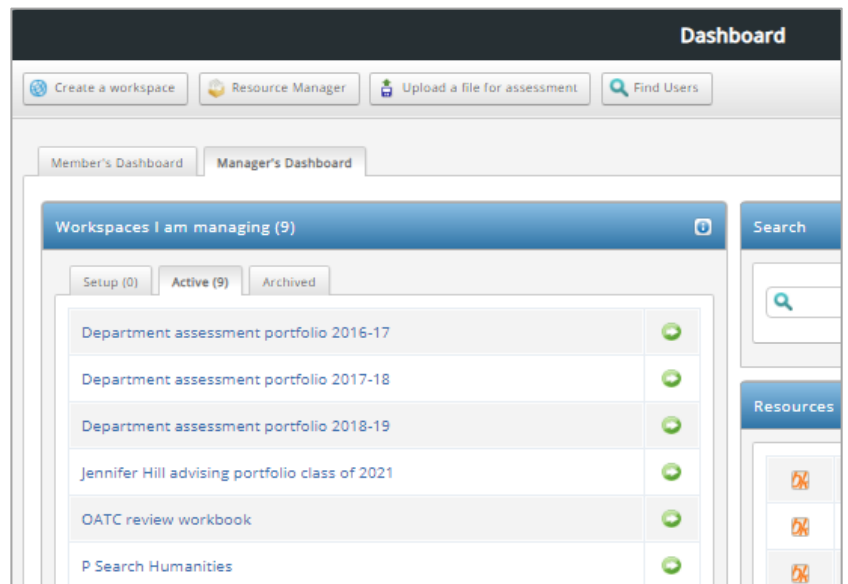 Dashboard
Create a workspace
Resource Manager
Upload a file for assessment
Find Users
Member's Dashboard
Manager's Dashboard
Workspaces I am managing (9)
Setup (0)
Active (9)
Archived
Department assessment portfolio 2016-17
Department assessment portfolio 2017-18
Department assessment portfolio 2018-19
Jennifer Hill advising portfolio class of 2021
OATC review workbook
P Search Humanities
Search
Resources